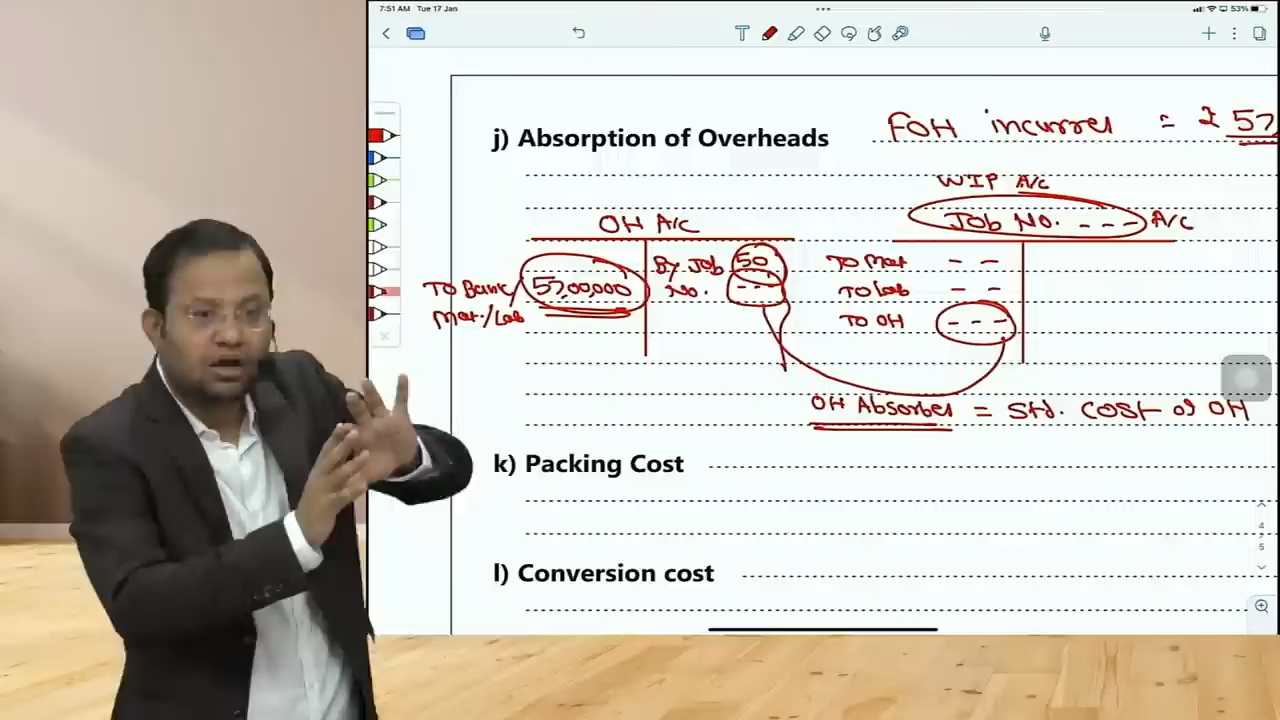 7:51 AM Tue 17 Jan
53%
j) Absorption of Overheads
FOH incurred = ₹ 57
WIP A/c
Job No. --- A/c
OH A/c
By Job 50
No. ---
To Bank/ 57,00,000
Mat./Lab
To Mat --
To Lab --
To OH ---
OH Absorbed = Std. Cost of OH
k) Packing Cost
l) Conversion cost